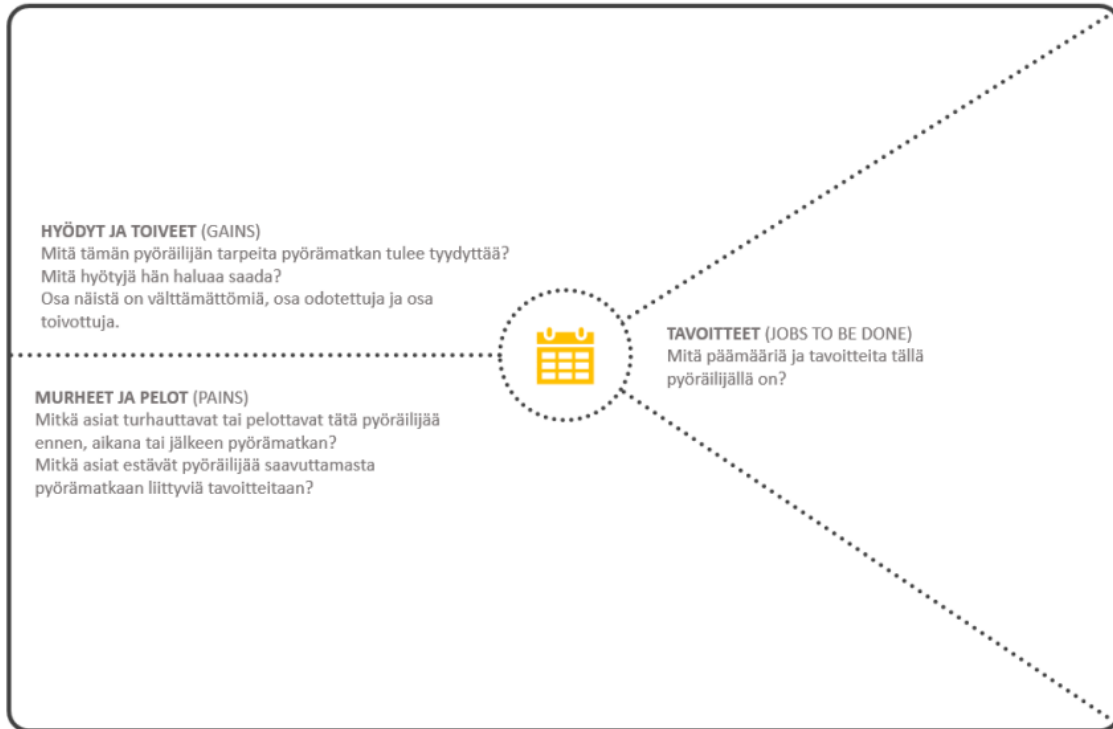 HYÖDYT JA TOIVEET (GAINS)
Mitä tämän pyöräilijän tarpeita pyörämatkan tulee tyydyttää?
Mitä hyötyjä hän haluaa saada?
Osa näistä on välttämättömiä, osa odotettuja ja osa
toivottuja.
MURHEET JA PELOT (PAINS)
Mitkä asiat turhauttavat tai pelottavat tätä pyöräilijää
ennen, aikana tai jälkeen pyörämatkan?
Mitkä asiat estävät pyöräilijää saavuttamasta
pyörämatkaan liittyviä tavoitteitaan?
TAVOITTEET (JOBS TO BE DONE)
Mitä päämääriä ja tavoitteita tällä
pyöräilijällä on?